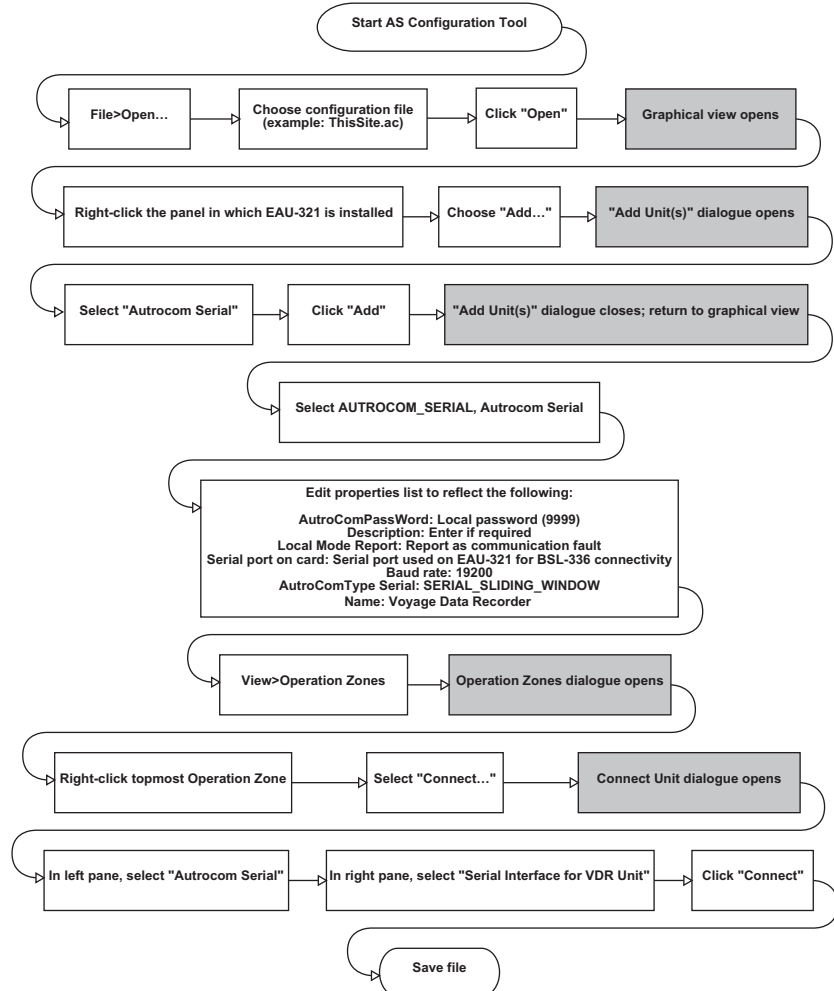 Start AS Configuration Tool
File>Open...
Choose configuration file
(example: ThisSite.ac)
Click "Open"
Graphical view opens
Right-click the panel in which EAU-321 is installed
Choose "Add..."
"Add Unit(s)" dialogue opens
Select "Autrocom Serial"
Click "Add"
"Add Unit(s)" dialogue closes; return to graphical view
Select AUTROCOM_SERIAL, Autrocom Serial
Edit properties list to reflect the following:
AutroComPassWord: Local password (9999)
Description: Enter if required
Local Mode Report: Report as communication fault
Serial port on card: Serial port used on EAU-321 for BSL-336 connectivity
Baud rate: 19200
AutroComType Serial: SERIAL_SLIDING_WINDOW
Name: Voyage Data Recorder
View>Operation Zones
Operation Zones dialogue opens
Right-click topmost Operation Zone
Select "Connect..."
Connect Unit dialogue opens
In left pane, select "Autrocom Serial"
In right pane, select "Serial Interface for VDR Unit"
Click "Connect"
Save file